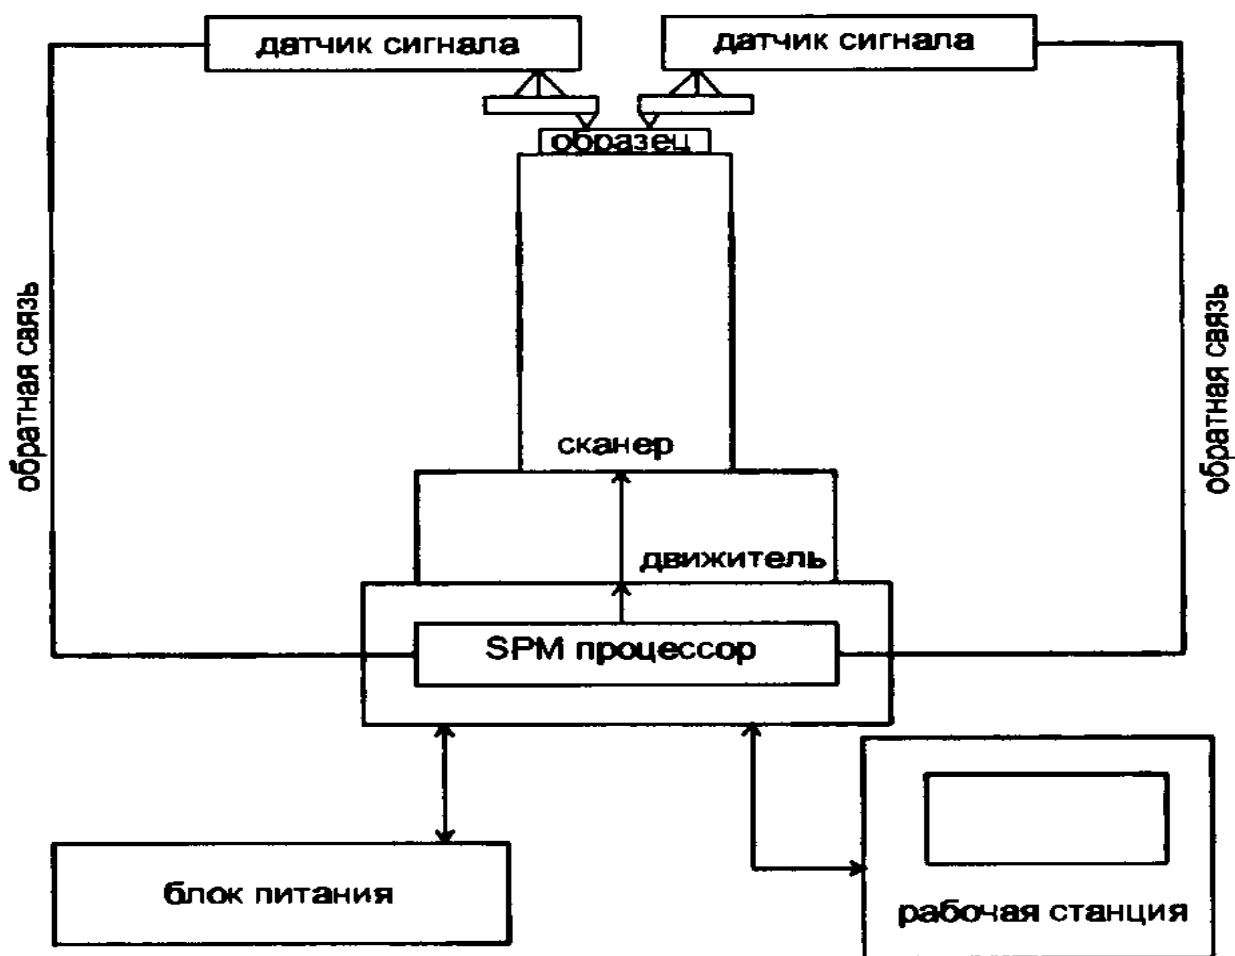 датчик сигнала
датчик сигнала
образец
обратная связь
обратная связь
сканер
движитель
SPM процессор
блок питания
рабочая станция